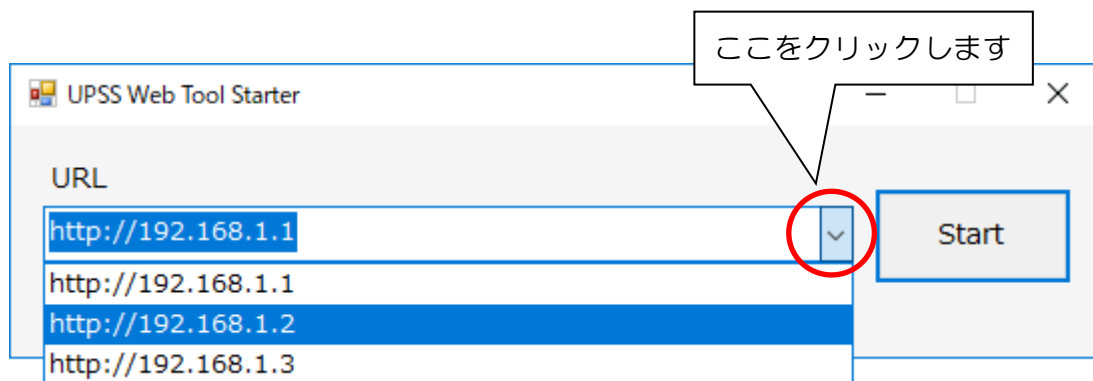 ここをクリックします
UPSS Web Tool Starter
URL
http://192.168.1.1
Start
http://192.168.1.1
http://192.168.1.2
http://192.168.1.3